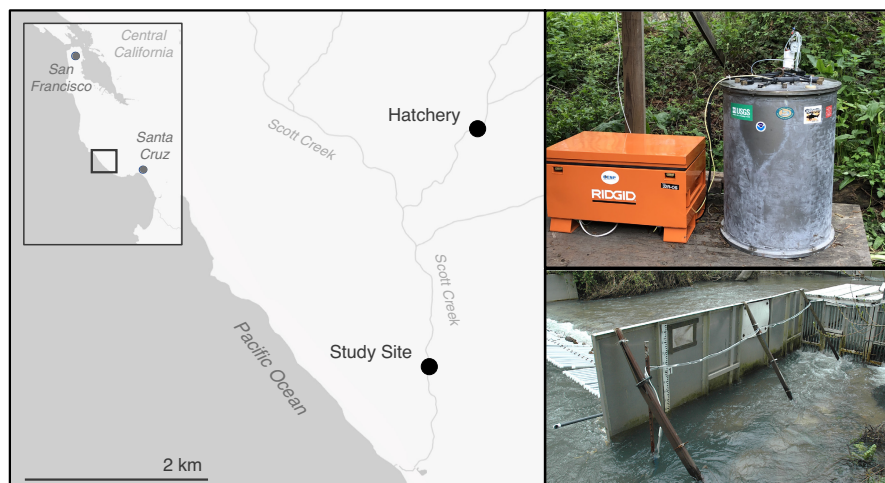 Central
California
San
Francisco
Santa
Cruz
Hatchery
Scott Creek
Scott Creek
Study Site
Pacific Ocean
2 km
USGS
ESP
RIDGID